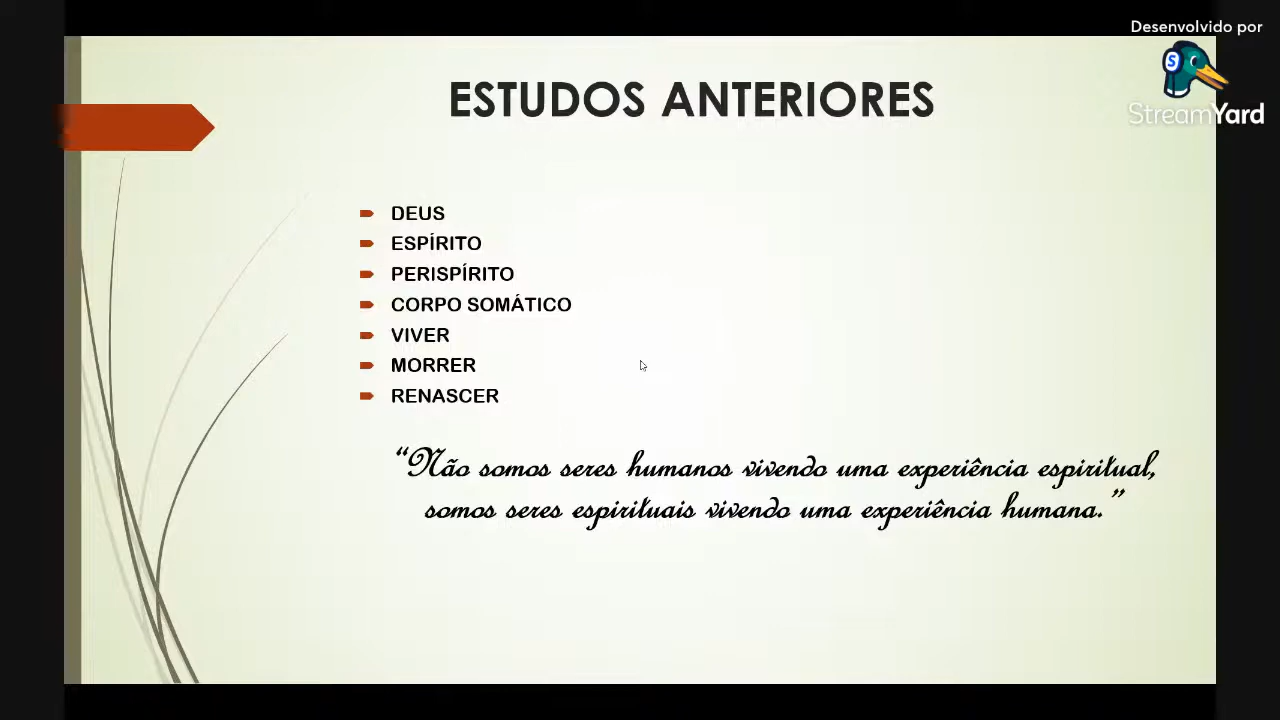 Desenvolvido por
S
StreamYard
ESTUDOS ANTERIORES
DEUS
ESPÍRITO
PERISPÍRITO
CORPO SOMÁTICO
VIVER
MORRER
RENASCER
“Não somos seres humanos vivendo uma experiência espiritual,
somos seres espirituais vivendo uma experiência humana.”